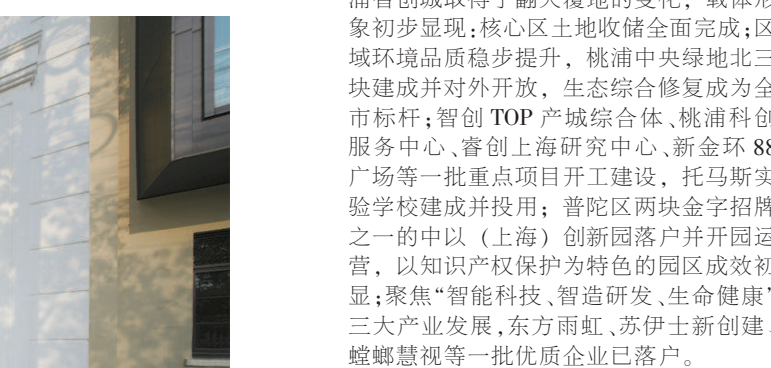 浦智创城取得了翻天覆地的变化，载体形
象初步显现：核心区土地收储全面完成；区
域环境品质稳步提升，桃浦中央绿地北三
块建成并对外开放，生态综合修复成为全
市标杆；智创 TOP 产城综合体、桃浦科创
服务中心、睿创上海研究中心、新金环 88
广场等一批重点项目开工建设，托马斯实
验学校建成并投用；普陀区两块金字招牌
之一的中以（上海）创新园落户并开园运
营，以知识产权保护为特色的园区成效初
显；聚焦“智能科技、智造研发、生命健康”
三大产业发展，东方雨虹、苏伊士新创建、
螳螂慧视等一批优质企业已落户。